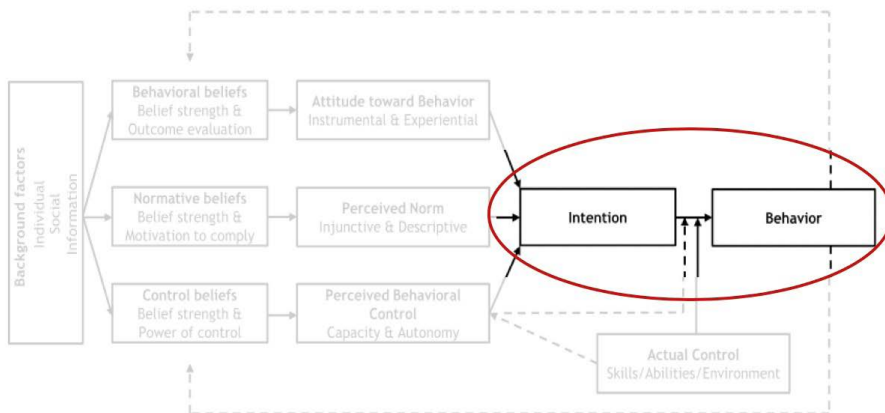 Background factors
Individual
Social
Information
Behavioral beliefs
Belief strength &
Outcome evaluation
Normative beliefs
Belief strength &
Motivation to comply
Control beliefs
Belief strength &
Power of control
Attitude toward Behavior
Instrumental & Experiential
Perceived Norm
Injunctive & Descriptive
Perceived Behavioral
Control
Capacity & Autonomy
Intention
Behavior
Actual Control
Skills/Abilities/Environment